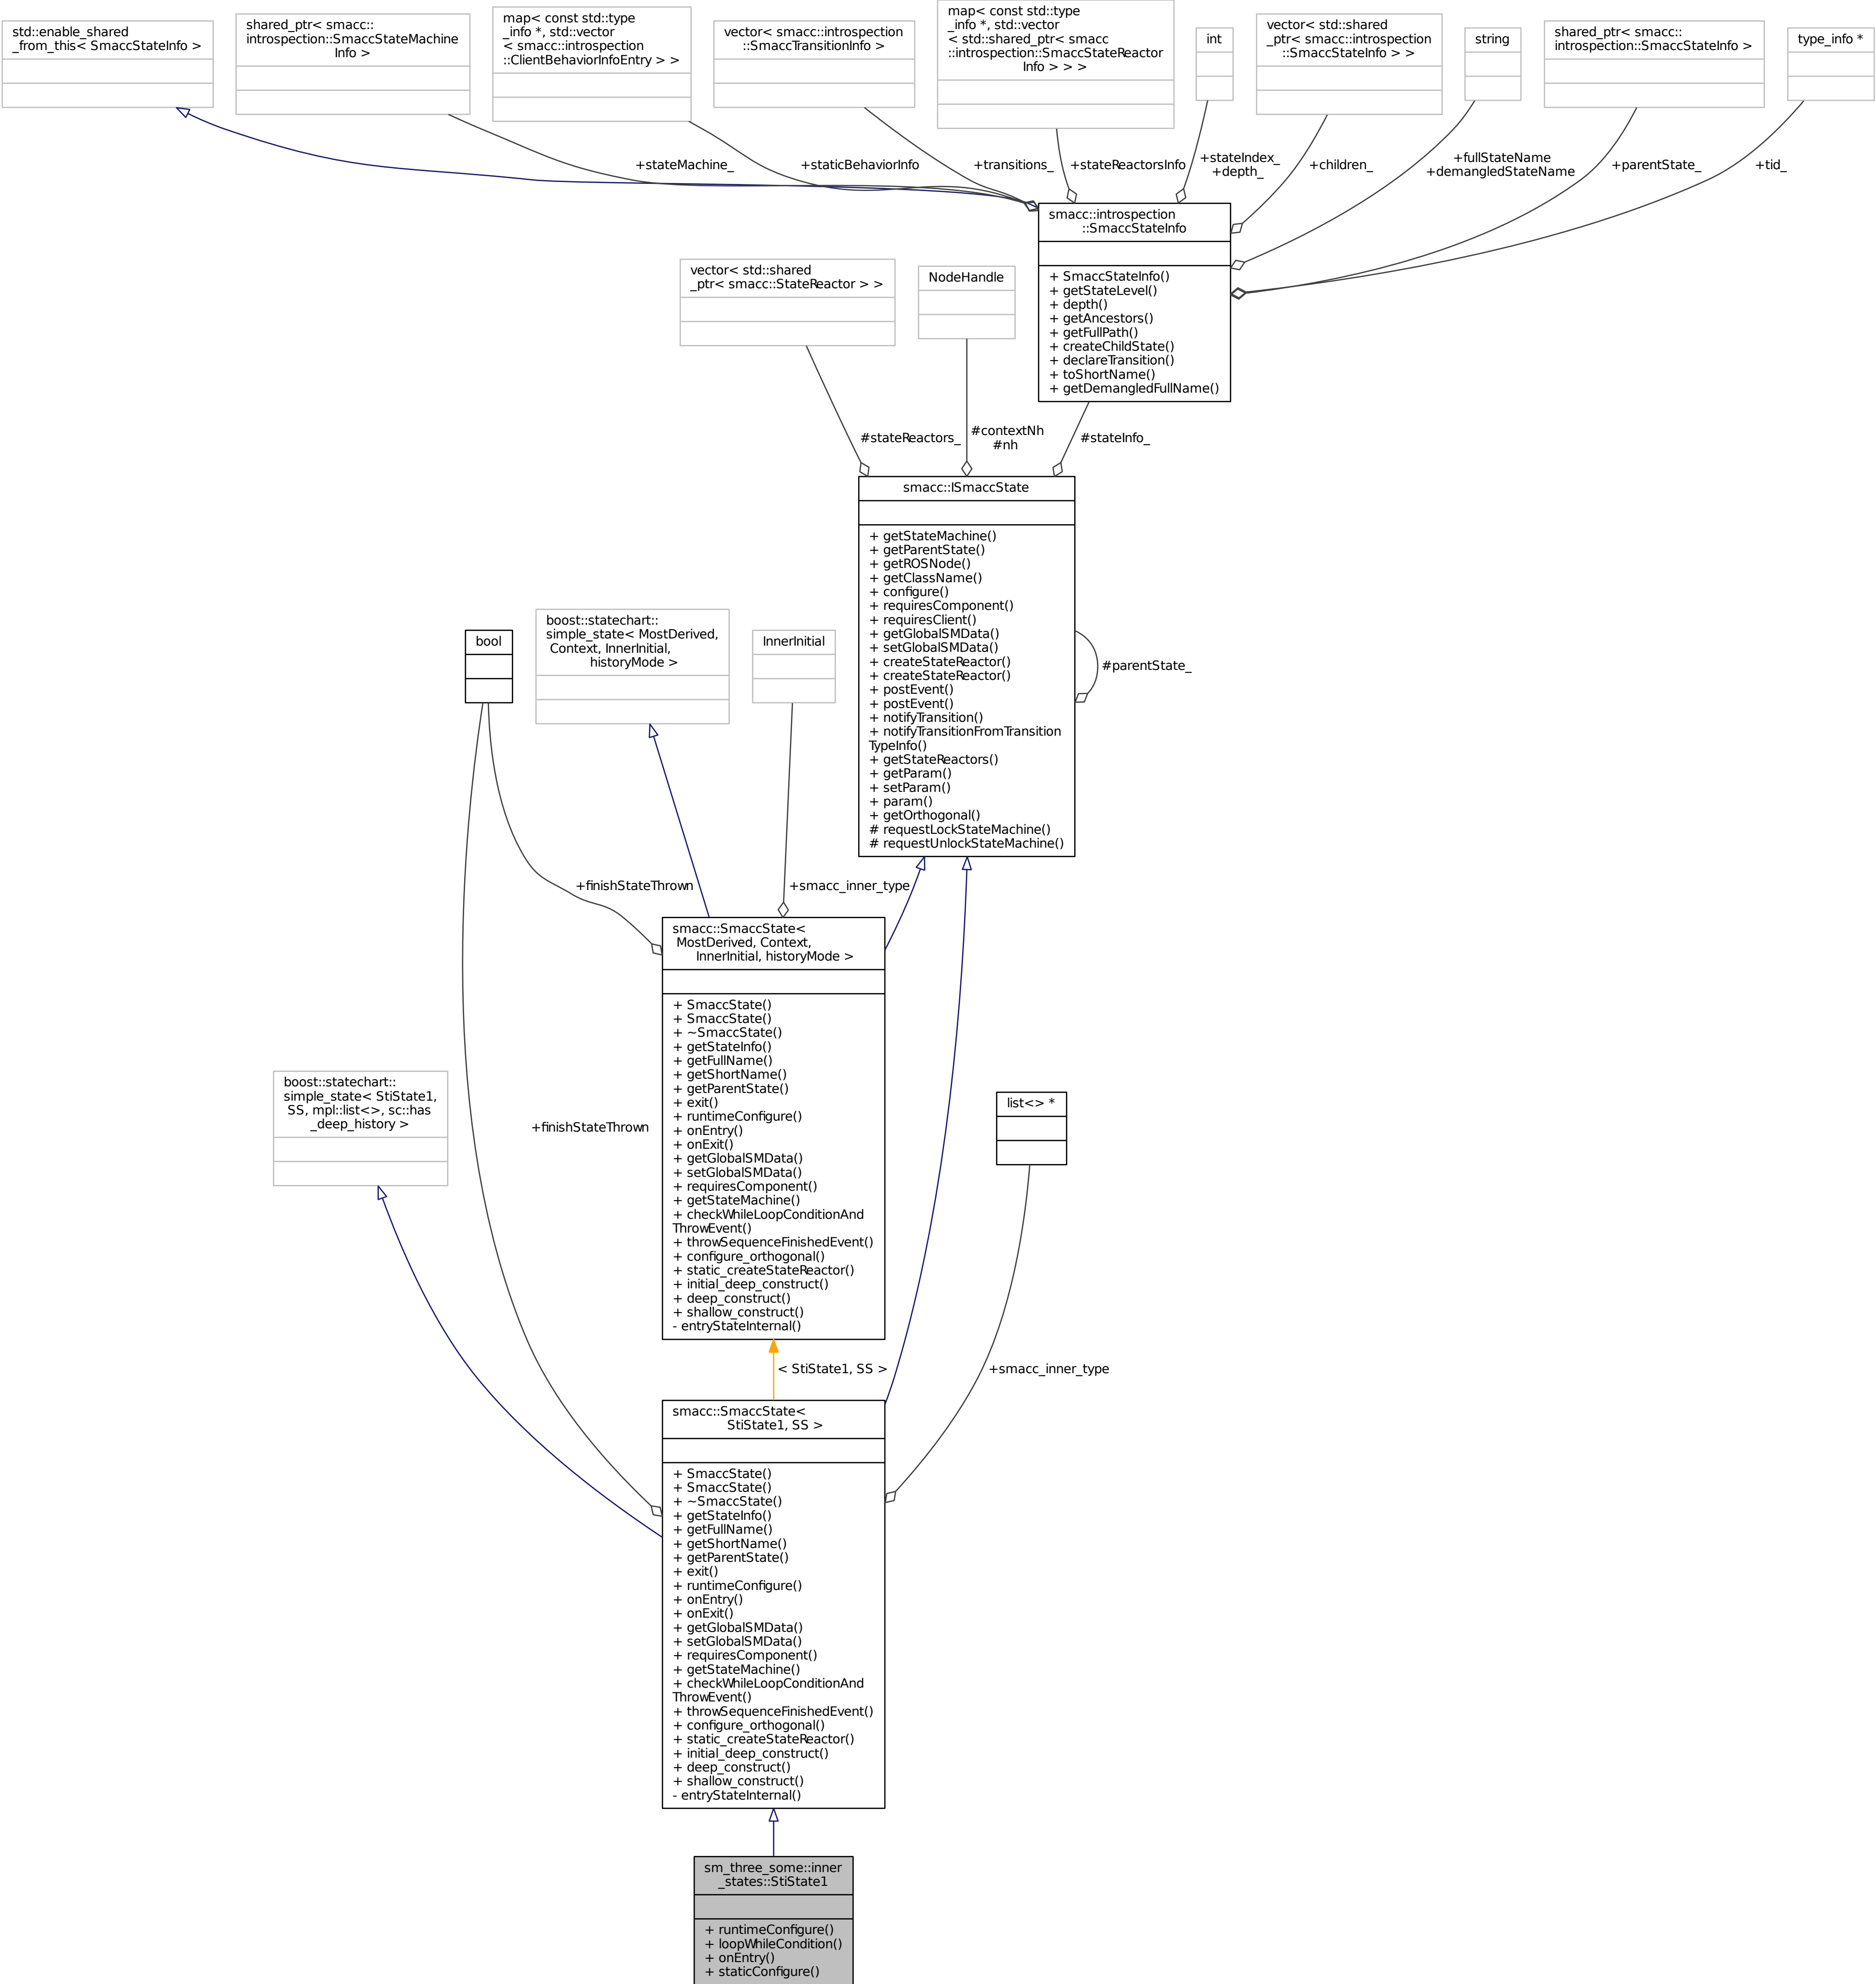 std::enable_shared
_from_this< SmaccStateInfo >
shared_ptr< smacc::
introspection::SmaccStateMachine
Info >
map< const std::type
_info *, std::vector
< smacc::introspection
::ClientBehaviorInfoEntry > >
vector< smacc::introspection
::SmaccTransitionInfo >
map< const std::type
_info *, std::vector
< std::shared_ptr< smacc
::introspection::SmaccStateReactor
Info > > >
int
vector< std::shared
_ptr< smacc::introspection
::SmaccStateInfo > >
string
shared_ptr< smacc::
introspection::SmaccStateInfo >
type_info *
+stateMachine_
+staticBehaviorInfo
+transitions_
+stateReactorsInfo
+stateIndex_
+depth_
+children_
+fullStateName
+demangledStateName
+parentState_
+tid_
smacc::introspection
::SmaccStateInfo
+ SmaccStateInfo()
+ getStateLevel()
+ depth()
+ getAncestors()
+ getFullPath()
+ createChildState()
+ declareTransition()
+ toShortName()
+ getDemangledFullName()
vector< std::shared
_ptr< smacc::StateReactor > >
NodeHandle
#stateReactors_
#contextNh
#nh
#stateInfo_
smacc::ISmaccState
+ getStateMachine()
+ getParentState()
+ getROSNode()
+ getClassName()
+ configure()
+ requiresComponent()
+ requiresClient()
+ getGlobalSMData()
+ setGlobalSMData()
+ createStateReactor()
+ createStateReactor()
+ postEvent()
+ postEvent()
+ notifyTransition()
+ notifyTransitionFromTransition
TypeInfo()
+ getStateReactors()
+ getParam()
+ setParam()
+ param()
+ getOrthogonal()
# requestLockStateMachine()
# requestUnlockStateMachine()
#parentState_
bool
boost::statechart::
simple_state< MostDerived,
Context, InnerInitial,
historyMode >
InnerInitial
+finishStateThrown
+smacc_inner_type
smacc::SmaccState<
MostDerived, Context,
InnerInitial, historyMode >
+ SmaccState()
+ SmaccState()
+ ~SmaccState()
+ getStateInfo()
+ getFullName()
+ getShortName()
+ getParentState()
+ exit()
+ runtimeConfigure()
+ onEntry()
+ onExit()
+ getGlobalSMData()
+ setGlobalSMData()
+ requiresComponent()
+ getStateMachine()
+ checkWhileLoopConditionAnd
ThrowEvent()
+ throwSequenceFinishedEvent()
+ configure_orthogonal()
+ static_createStateReactor()
+ initial_deep_construct()
+ deep_construct()
+ shallow_construct()
- entryStateInternal()
boost::statechart::
simple_state< StiState1,
SS, mpl::list<>, sc::has
_deep_history >
+finishStateThrown
list<> *
< StiState1, SS >
+smacc_inner_type
smacc::SmaccState<
StiState1, SS >
+ SmaccState()
+ SmaccState()
+ ~SmaccState()
+ getStateInfo()
+ getFullName()
+ getShortName()
+ getParentState()
+ exit()
+ runtimeConfigure()
+ onEntry()
+ onExit()
+ getGlobalSMData()
+ setGlobalSMData()
+ requiresComponent()
+ getStateMachine()
+ checkWhileLoopConditionAnd
ThrowEvent()
+ throwSequenceFinishedEvent()
+ configure_orthogonal()
+ static_createStateReactor()
+ initial_deep_construct()
+ deep_construct()
+ shallow_construct()
- entryStateInternal()
sm_three_some::inner
_states::StiState1
+ runtimeConfigure()
+ loopWhileCondition()
+ onEntry()
+ staticConfigure()